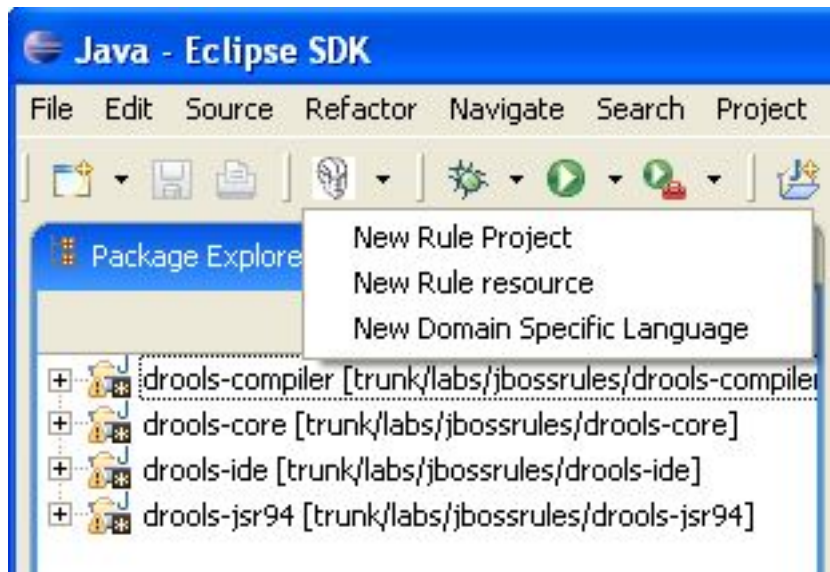 Java - Eclipse SDK
File Edit Source Refactor Navigate Search Project
Package Explore
New Rule Project
New Rule resource
New Domain Specific Language
drools-compiler [trunk/labs/jbossrules/drools-compiler
drools-core [trunk/labs/jbossrules/drools-core]
drools-ide [trunk/labs/jbossrules/drools-ide]
drools-jsr94 [trunk/labs/jbossrules/drools-jsr94]